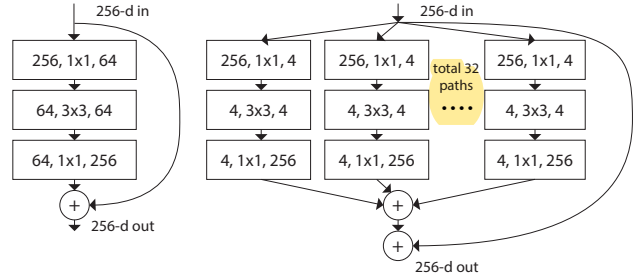 256-d in
256, 1x1, 64
64, 3x3, 64
64, 1x1, 256
+
256-d out
256-d in
256, 1x1, 4
256, 1x1, 4
256, 1x1, 4
total 32
paths
....
4, 3x3, 4
4, 3x3, 4
4, 3x3, 4
4, 1x1, 256
4, 1x1, 256
4, 1x1, 256
+
+
256-d out